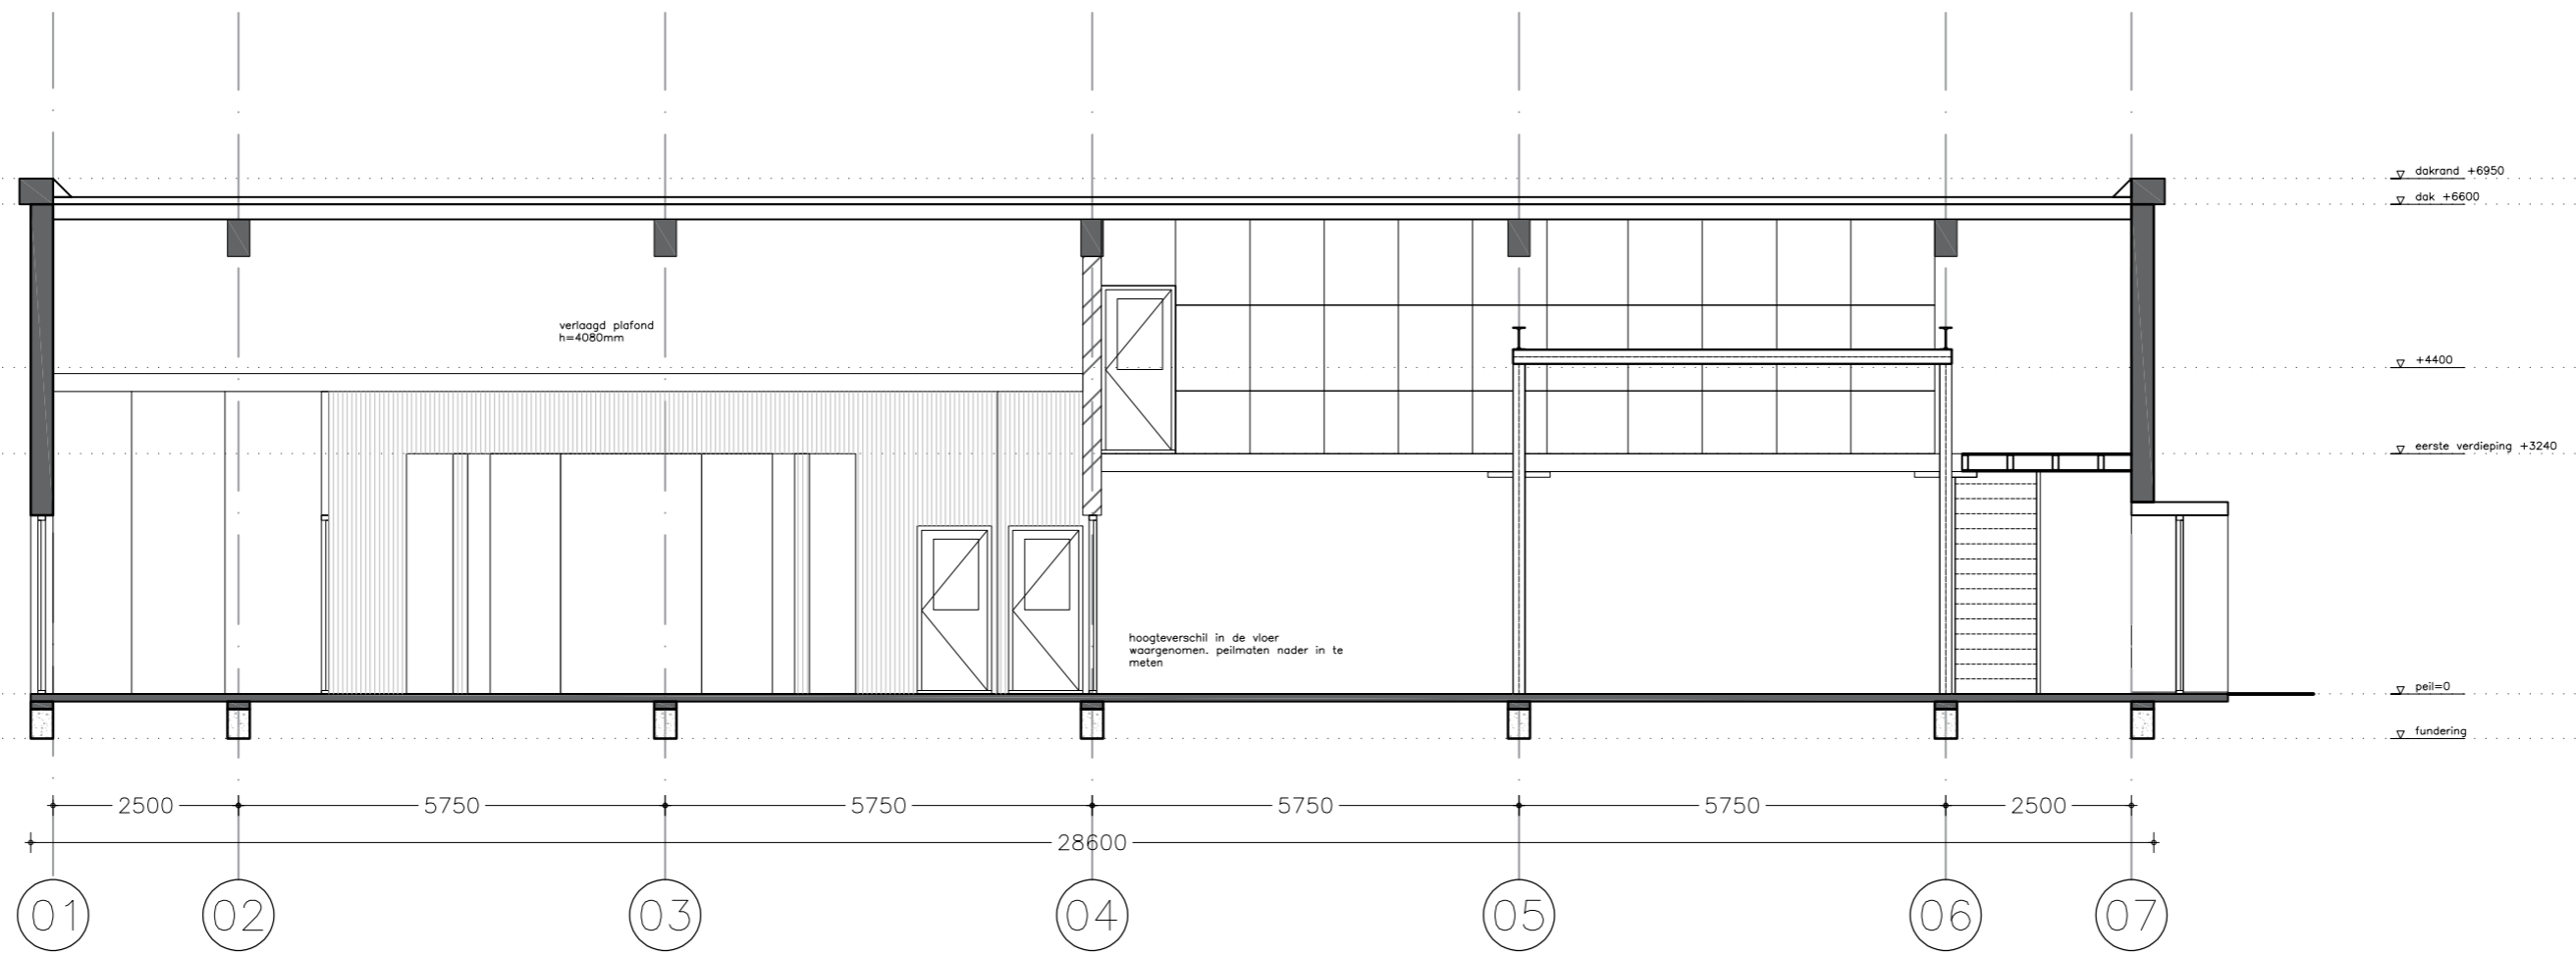 dakrand +6950
dak +6600
verlaagd plafond
h=4080mm
+4400
eerste verdieping +3240
hoogteverschil in de vloer
waargenomen. peilmaten nader in te
meten
peil=0
fundering
2500 5750 5750 5750 5750 2500
28600
01 02 03 04 05 06 07